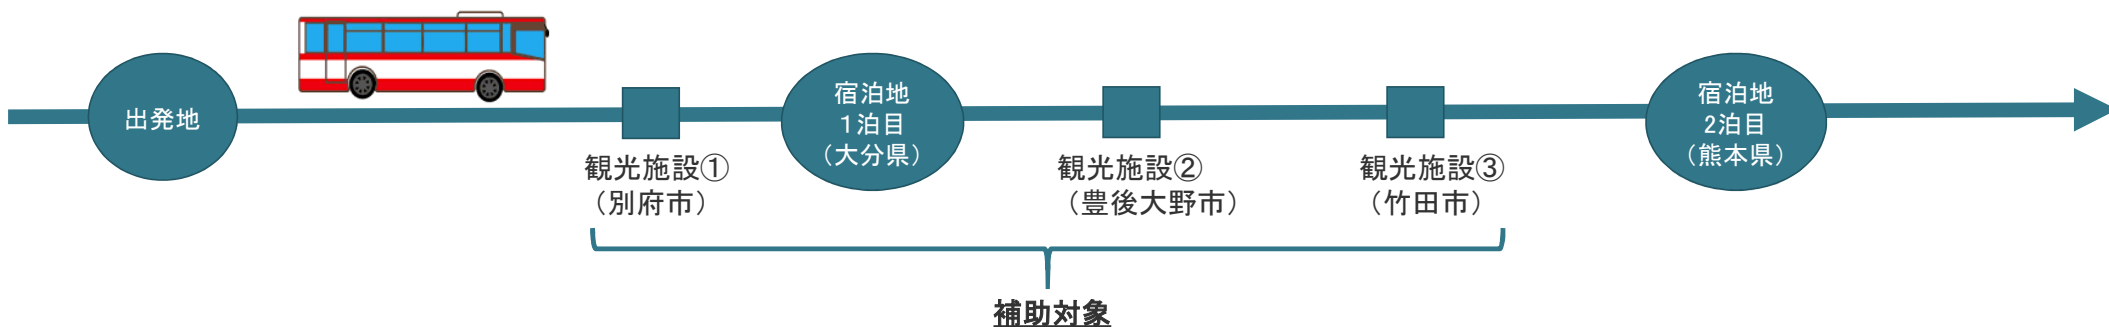 出発地
観光施設①
（別府市）
宿泊地
1泊目
（大分県）
観光施設②
（豊後大野市）
観光施設③
（竹田市）
宿泊地
2泊目
（熊本県）
補助対象